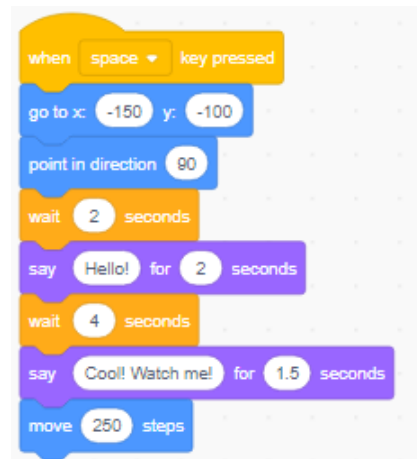 when space key pressed
go to x: -150 y: -100
point in direction 90
wait 2 seconds
say Hello! for 2 seconds
wait 4 seconds
say Cool! Watch me! for 1.5 seconds
move 250 steps